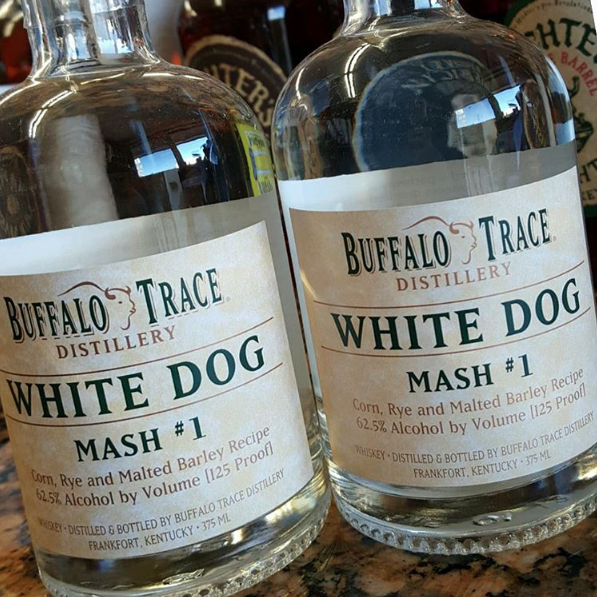 BUFFALO TRACE
DISTILLERY
WHITE DOG
MASH #1
Corn, Rye and Malted Barley Recipe
62.5% Alcohol by Volume [125 Proof]
WHISKEY • DISTILLED & BOTTLED BY BUFFALO TRACE DISTILLERY
FRANKFORT, KENTUCKY • 375 ML
BUFFALO TRACE
DISTILLERY
WHITE DOG
MASH #1
Corn, Rye and Malted Barley Recipe
62.5% Alcohol by Volume [125 Proof]
WHISKEY • DISTILLED & BOTTLED BY BUFFALO TRACE DISTILLERY
FRANKFORT, KENTUCKY • 375 ML
BARREL